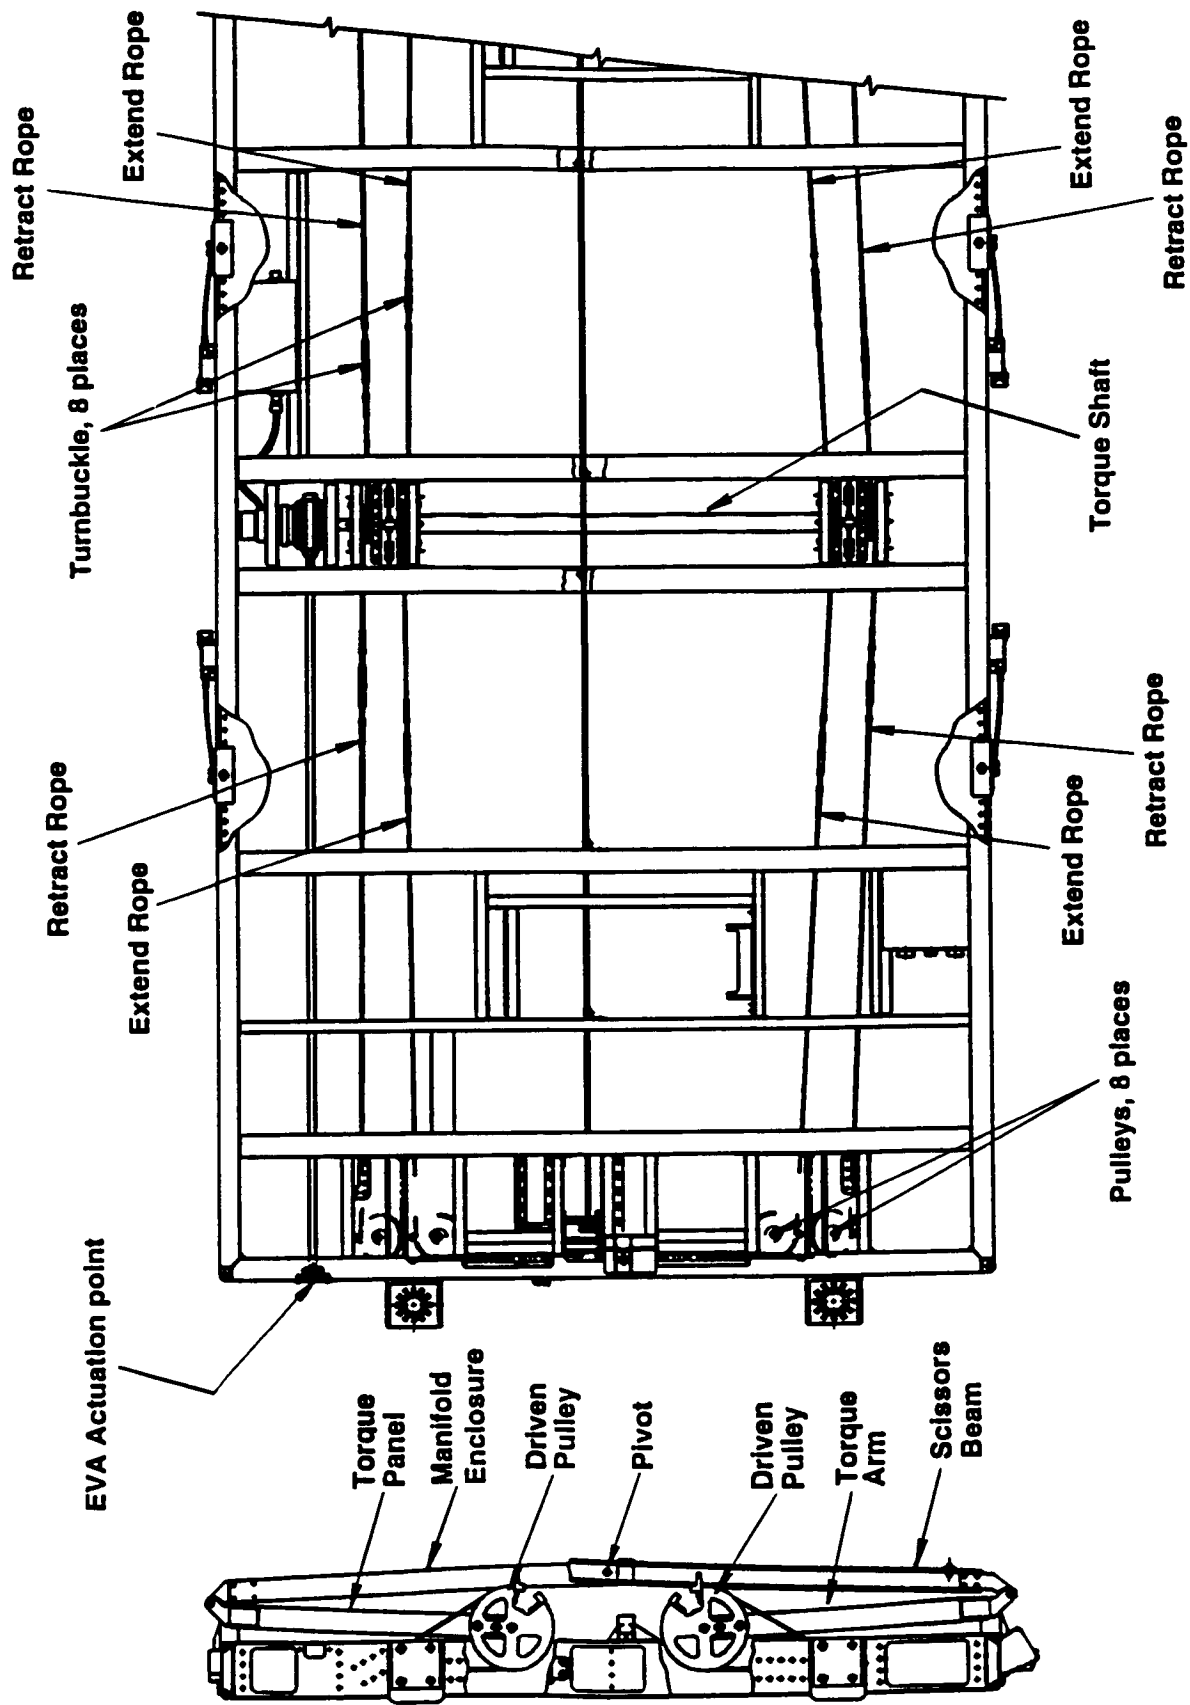 Retract Rope
Extend Rope
Turnbuckle, 8 places
Extend Rope
Retract Rope
Torque Shaft
Retract Rope
Extend Rope
Retract Rope
Extend Rope
Pulleys, 8 places
EVA Actuation point
Torque
Panel
Manifold
Enclosure
Driven
Pulley
Pivot
Driven
Pulley
Torque
Arm
Scissors
Beam